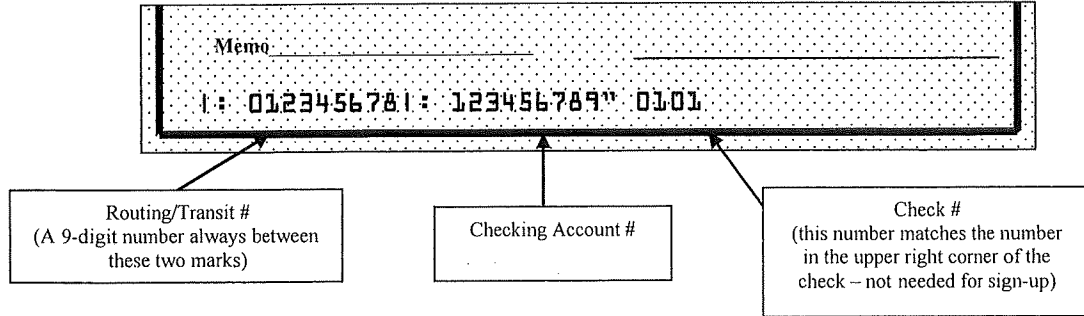 Memo
|: 012345678|: 123456789" 0101
Routing/Transit #
(A 9-digit number always between
these two marks)
Checking Account #
Check #
(this number matches the number
in the upper right corner of the
check – not needed for sign-up)